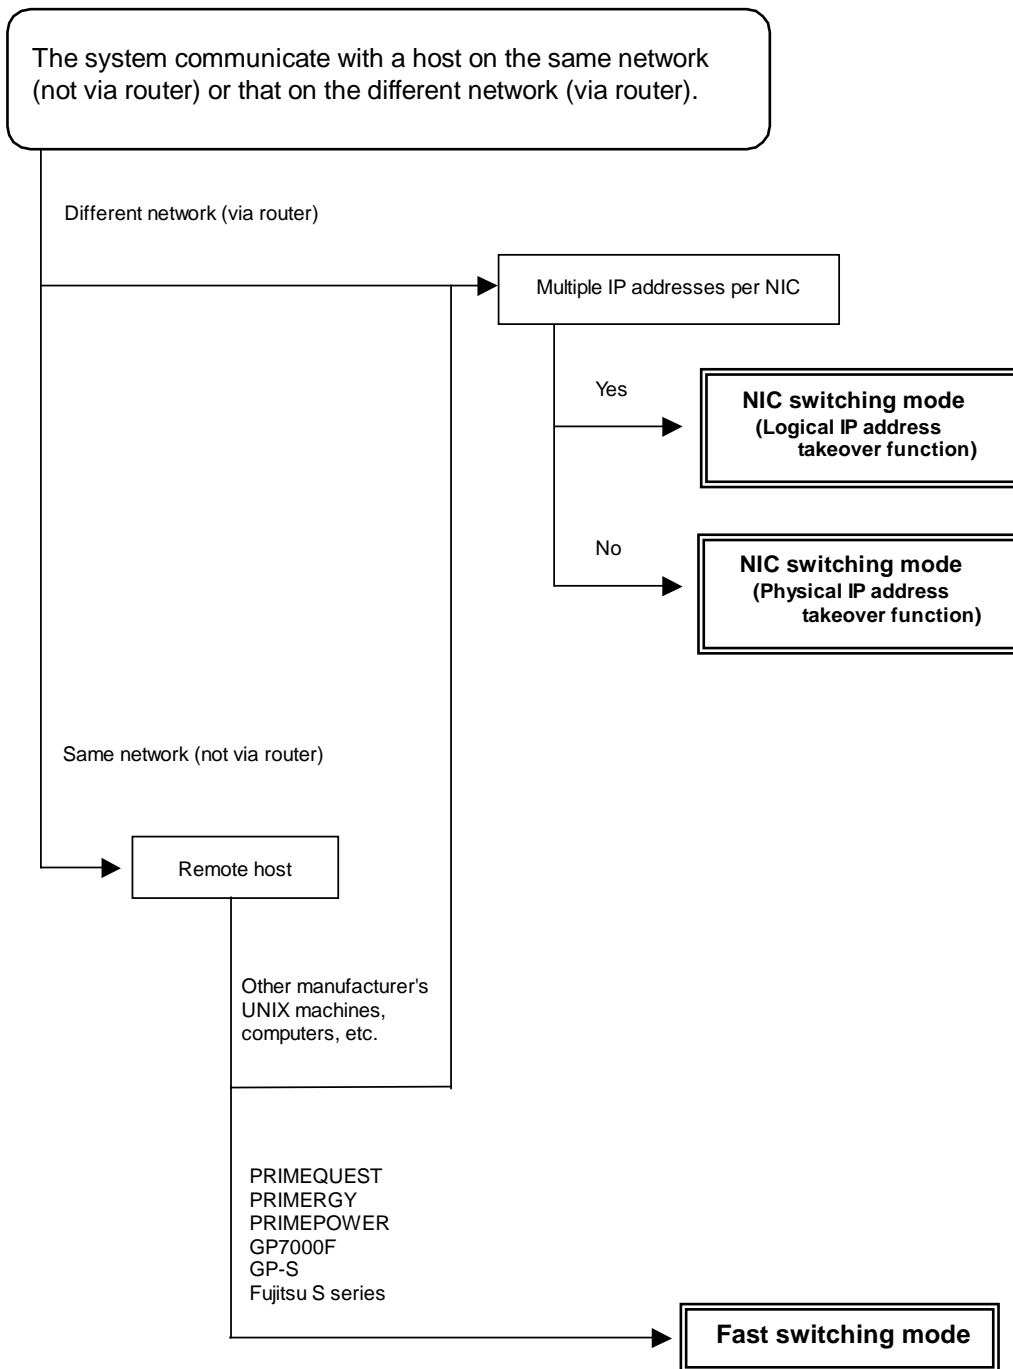 The system communicate with a host on the same network
(not via router) or that on the different network (via router).
Different network (via router)
Multiple IP addresses per NIC
Yes
NIC switching mode
(Logical IP address
takeover function)
No
NIC switching mode
(Physical IP address
takeover function)
Same network (not via router)
Remote host
Other manufacturer's
UNIX machines,
computers, etc.
PRIMEQUEST
PRIMERGY
PRIMEPOWER
GP7000F
GP-S
Fujitsu S series
Fast switching mode